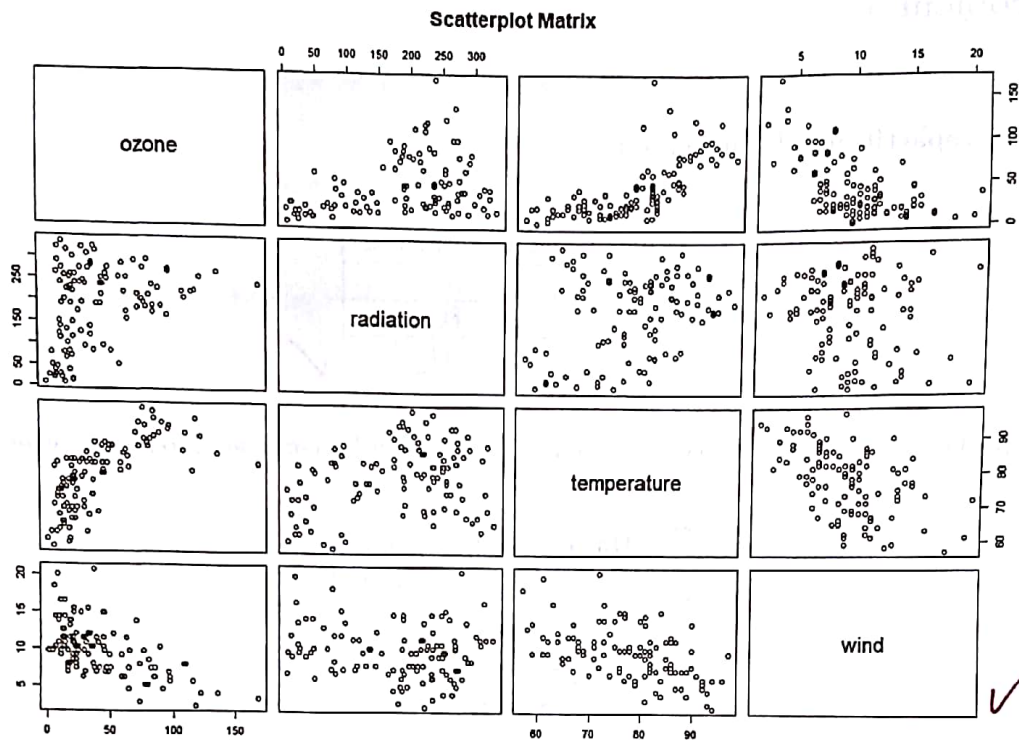 Scatterplot Matrix
0 50 100 150 200 250 300
5 10 15 20
ozone
0 50 100 150
0 50 150 250
radiation
temperature
60 70 80 90
5 10 15 20
wind
0 50 100 150
60 70 80 90